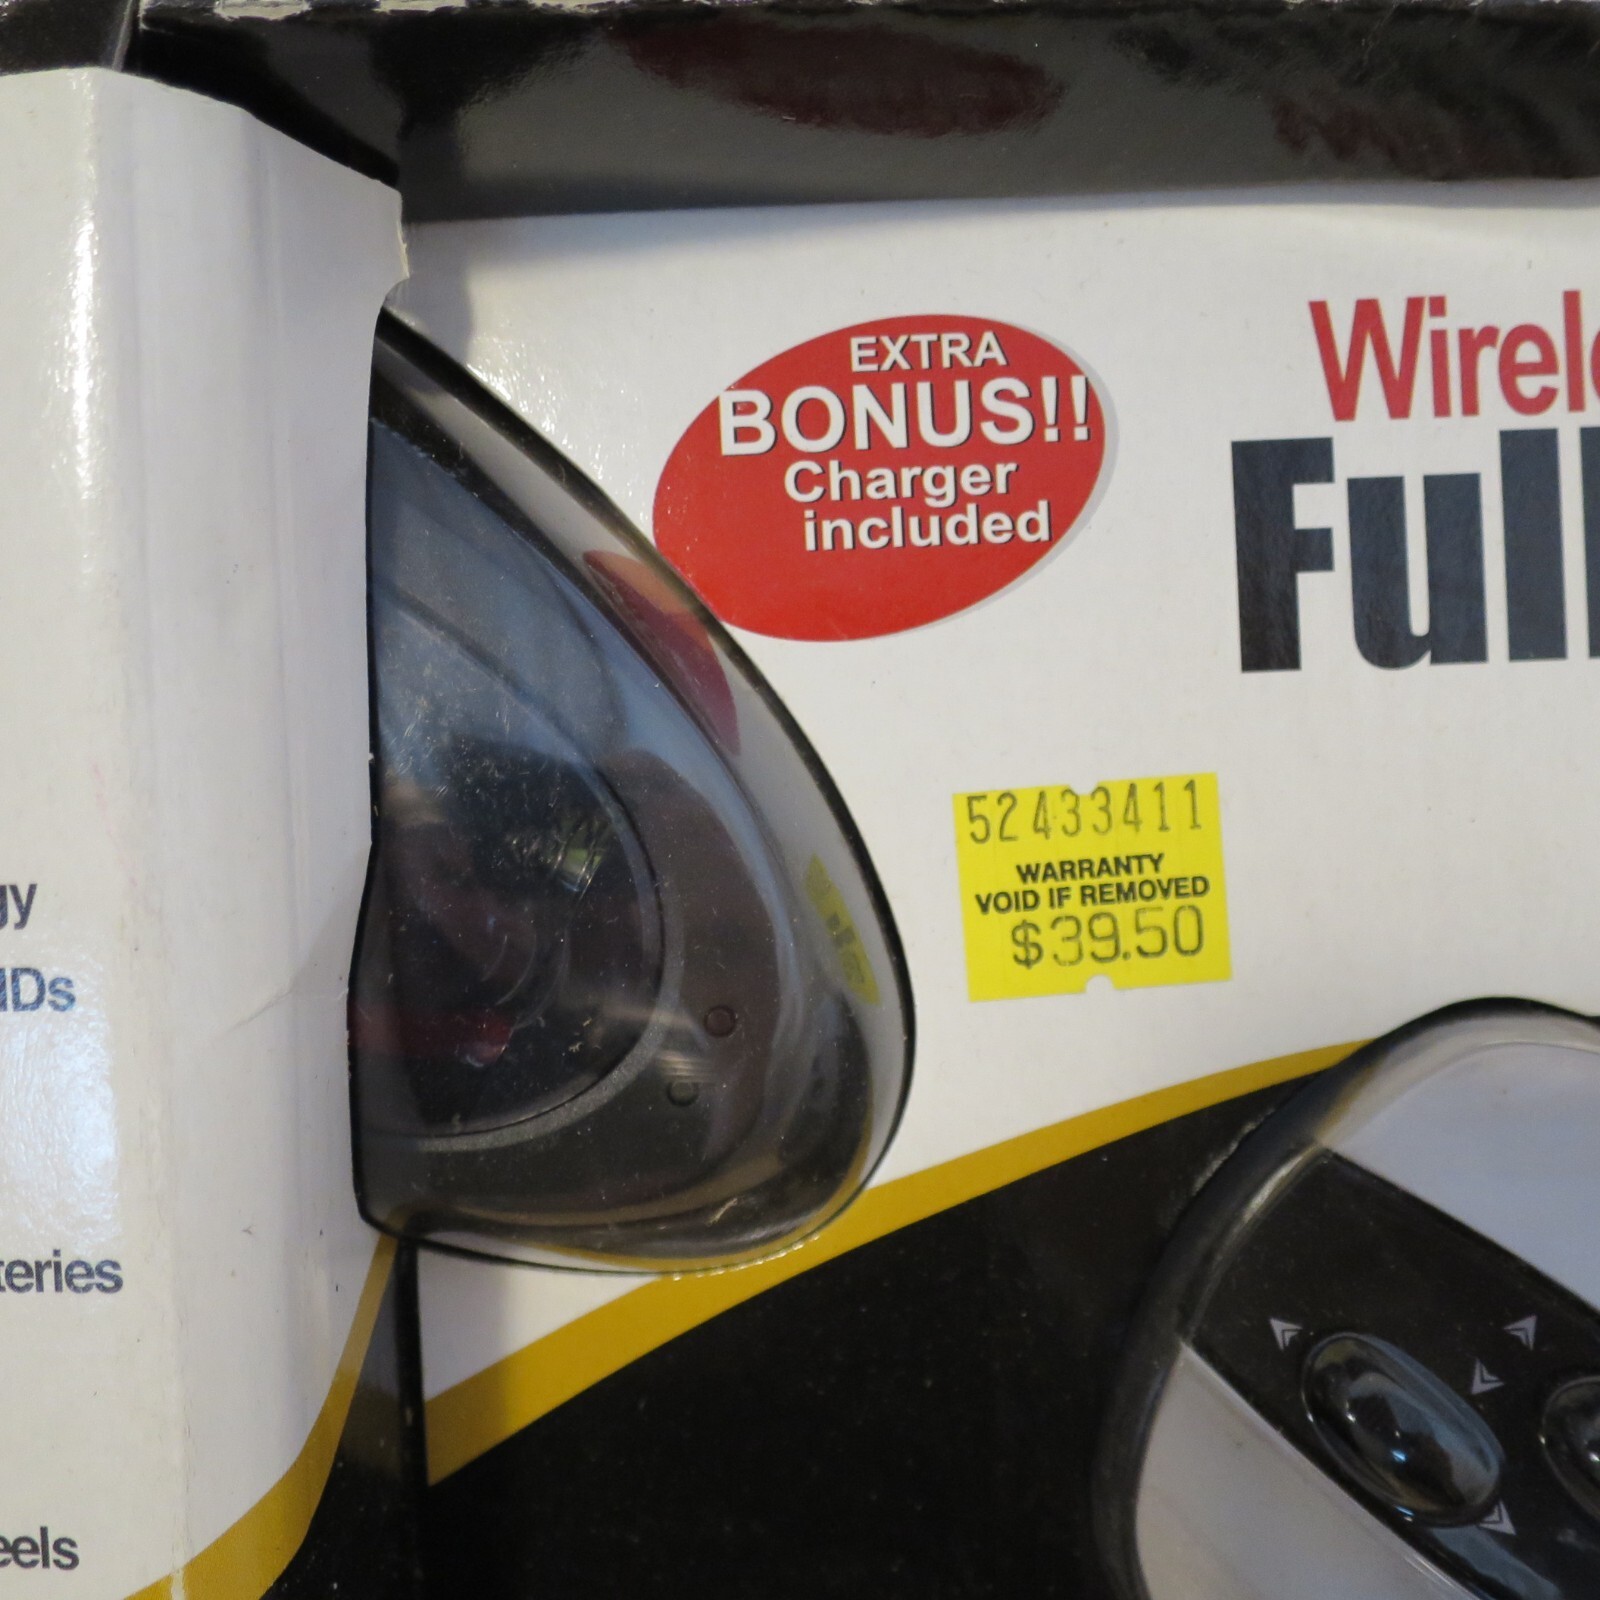 EXTRA
BONUS!!
Charger
included
Wirele
Full
52433411
WARRANTY
VOID IF REMOVED
$39.50
gy
IDs
teries
eels